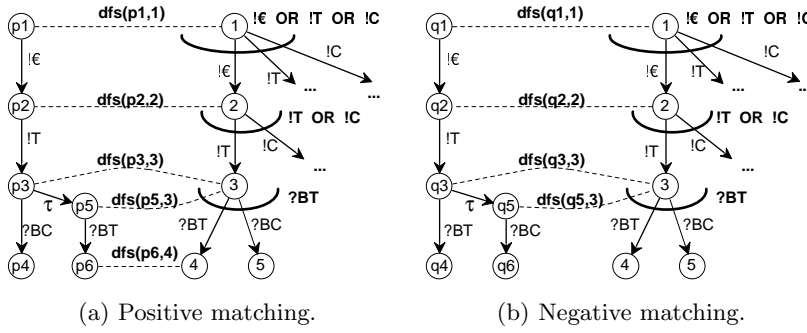 p1 dfs(p1,1) 1 !€ OR !T OR !C
!€ !€ !T !C
... ...
p2 dfs(p2,2) 2 !T OR !C
!T !T !C
...
p3 dfs(p3,3) 3 ?BT
τ p5 dfs(p5,3)
?BC ?BT ?BT ?BC
p4 p6 dfs(p6,4) 4 5
(a) Positive matching.
q1 dfs(q1,1) 1 !€ OR !T OR !C
!€ !€ !T !C
... ...
q2 dfs(q2,2) 2 !T OR !C
!T !T !C
...
q3 dfs(q3,3) 3 ?BT
τ q5 dfs(q5,3)
?BT ?BC ?BT ?BC
q4 q6 4 5
(b) Negative matching.